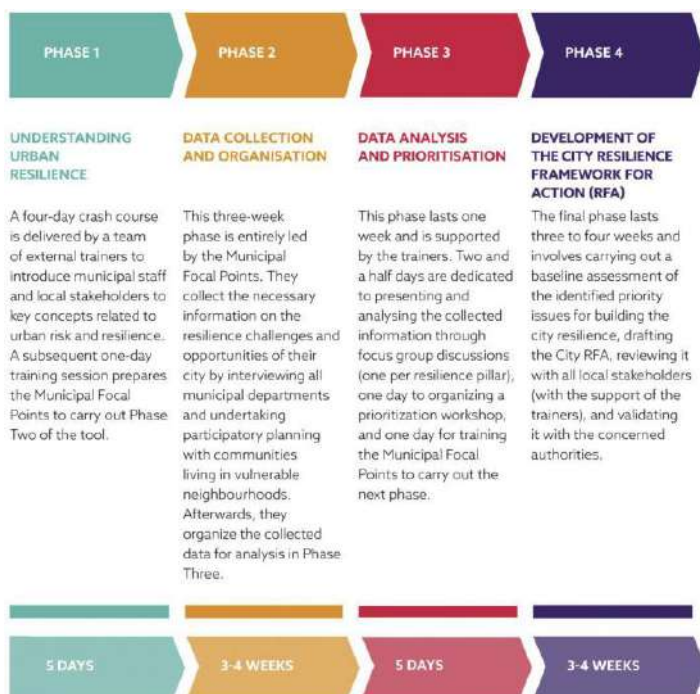 PHASE 1
PHASE 2
PHASE 3
PHASE 4
UNDERSTANDING
URBAN
RESILIENCE
A four-day crash course
is delivered by a team
of external trainers to
introduce municipal staff
and local stakeholders to
key concepts related to
urban risk and resilience.
A subsequent one-day
training session prepares
the Municipal Focal
Points to carry out Phase
Two of the tool.
DATA COLLECTION
AND ORGANISATION
This three-week
phase is entirely led
by the Municipal
Focal Points. They
collect the necessary
information on the
resilience challenges and
opportunities of their
city by interviewing all
municipal departments
and undertaking
participatory planning
with communities
living in vulnerable
neighbourhoods.
Afterwards, they
organize the collected
data for analysis in Phase
Three.
DATA ANALYSIS
AND PRIORITISATION
This phase lasts one
week and is supported
by the trainers. Two and
a half days are dedicated
to presenting and
analysing the collected
information through
focus group discussions
(one per resilience pillar),
one day to organizing a
prioritization workshop,
and one day for training
the Municipal Focal
Points to carry out the
next phase.
DEVELOPMENT OF
THE CITY RESILIENCE
FRAMEWORK FOR
ACTION (RFA)
The final phase lasts
three to four weeks and
involves carrying out a
baseline assessment of
the identified priority
issues for building the
city resilience, drafting
the City RFA, reviewing it
with all local stakeholders
(with the support of the
trainers), and validating
it with the concerned
authorities.
5 DAYS
3-4 WEEKS
5 DAYS
3-4 WEEKS